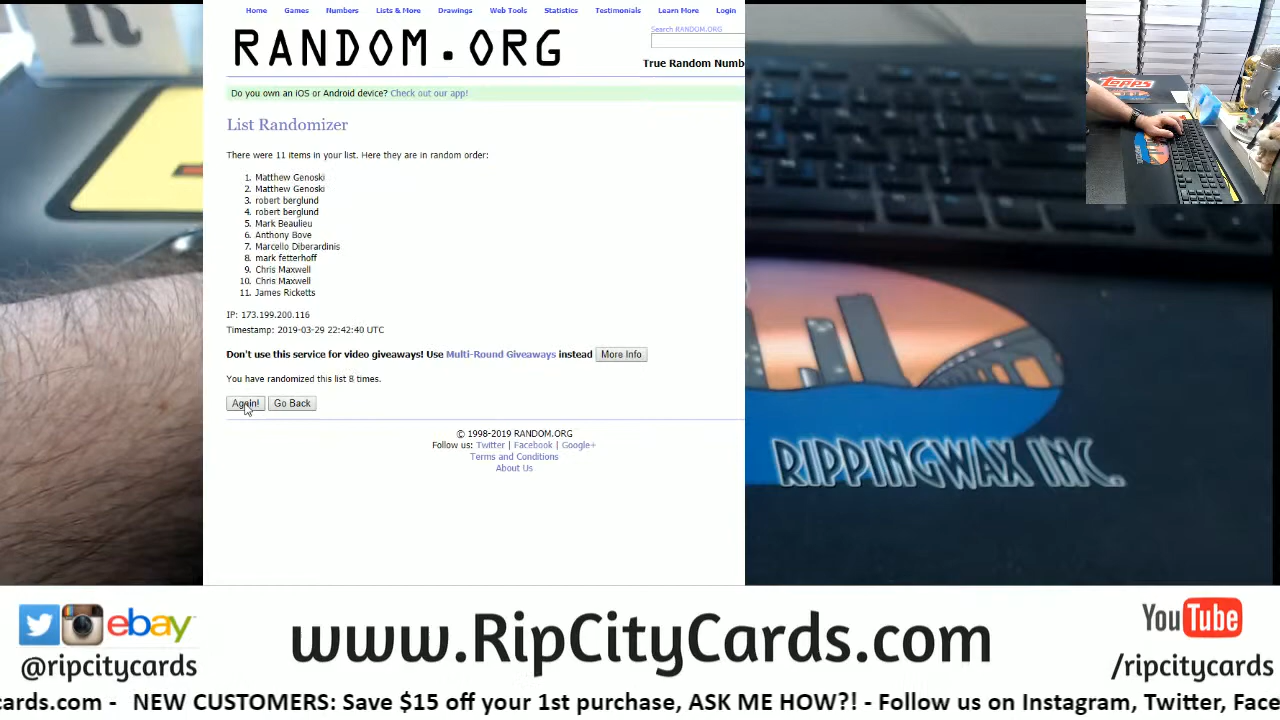 Home Games Numbers Lists & More Drawings Web Tools Statistics Testimonials Learn More Login
RANDOM.ORG
Search RANDOM.ORG
True Random Numb
Do you own an iOS or Android device? Check out our app!
List Randomizer
There were 11 items in your list. Here they are in random order:
1. Matthew Genoski
2. Matthew Genoski
3. robert berglund
4. robert berglund
5. Mark Beaulieu
6. Anthony Bove
7. Marcello Diberardinis
8. mark fetterhoff
9. Chris Maxwell
10. Chris Maxwell
11. James Ricketts
IP: 173.199.200.116
Timestamp: 2019-03-29 22:42:40 UTC
Don't use this service for video giveaways! Use Multi-Round Giveaways instead More Info
You have randomized this list 8 times.
Again! Go Back
© 1998-2019 RANDOM.ORG
Follow us: Twitter | Facebook | Google+
Terms and Conditions
About Us
topps
RIPPINGWAX INC.
ebay
@ripcitycards
www.RipCityCards.com
YouTube
/ripcitycards
cards.com - NEW CUSTOMERS: Save $15 off your 1st purchase, ASK ME HOW?! - Follow us on Instagram, Twitter, Face